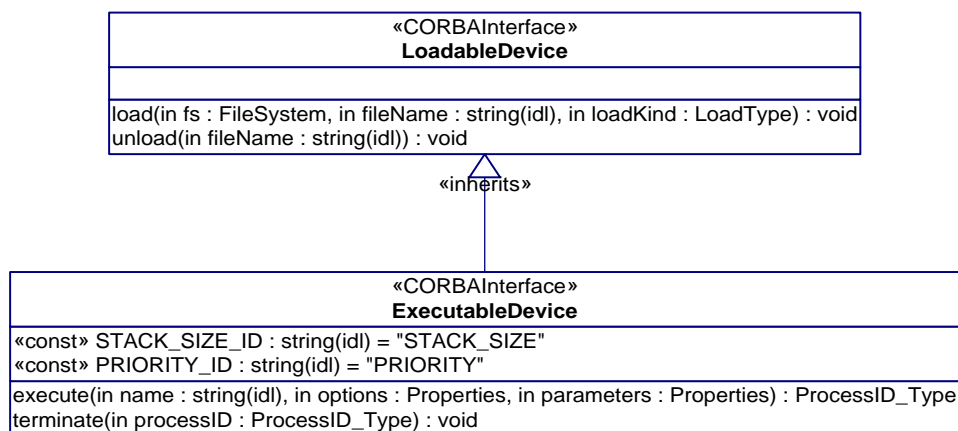 «CORBAInterface»
LoadableDevice
load(in fs : FileSystem, in fileName : string(idl), in loadKind : LoadType) : void
unload(in fileName : string(idl)) : void
«inherits»
«CORBAInterface»
ExecutableDevice
«const» STACK_SIZE_ID : string(idl) = "STACK_SIZE"
«const» PRIORITY_ID : string(idl) = "PRIORITY"
execute(in name : string(idl), in options : Properties, in parameters : Properties) : ProcessID_Type
terminate(in processID : ProcessID_Type) : void